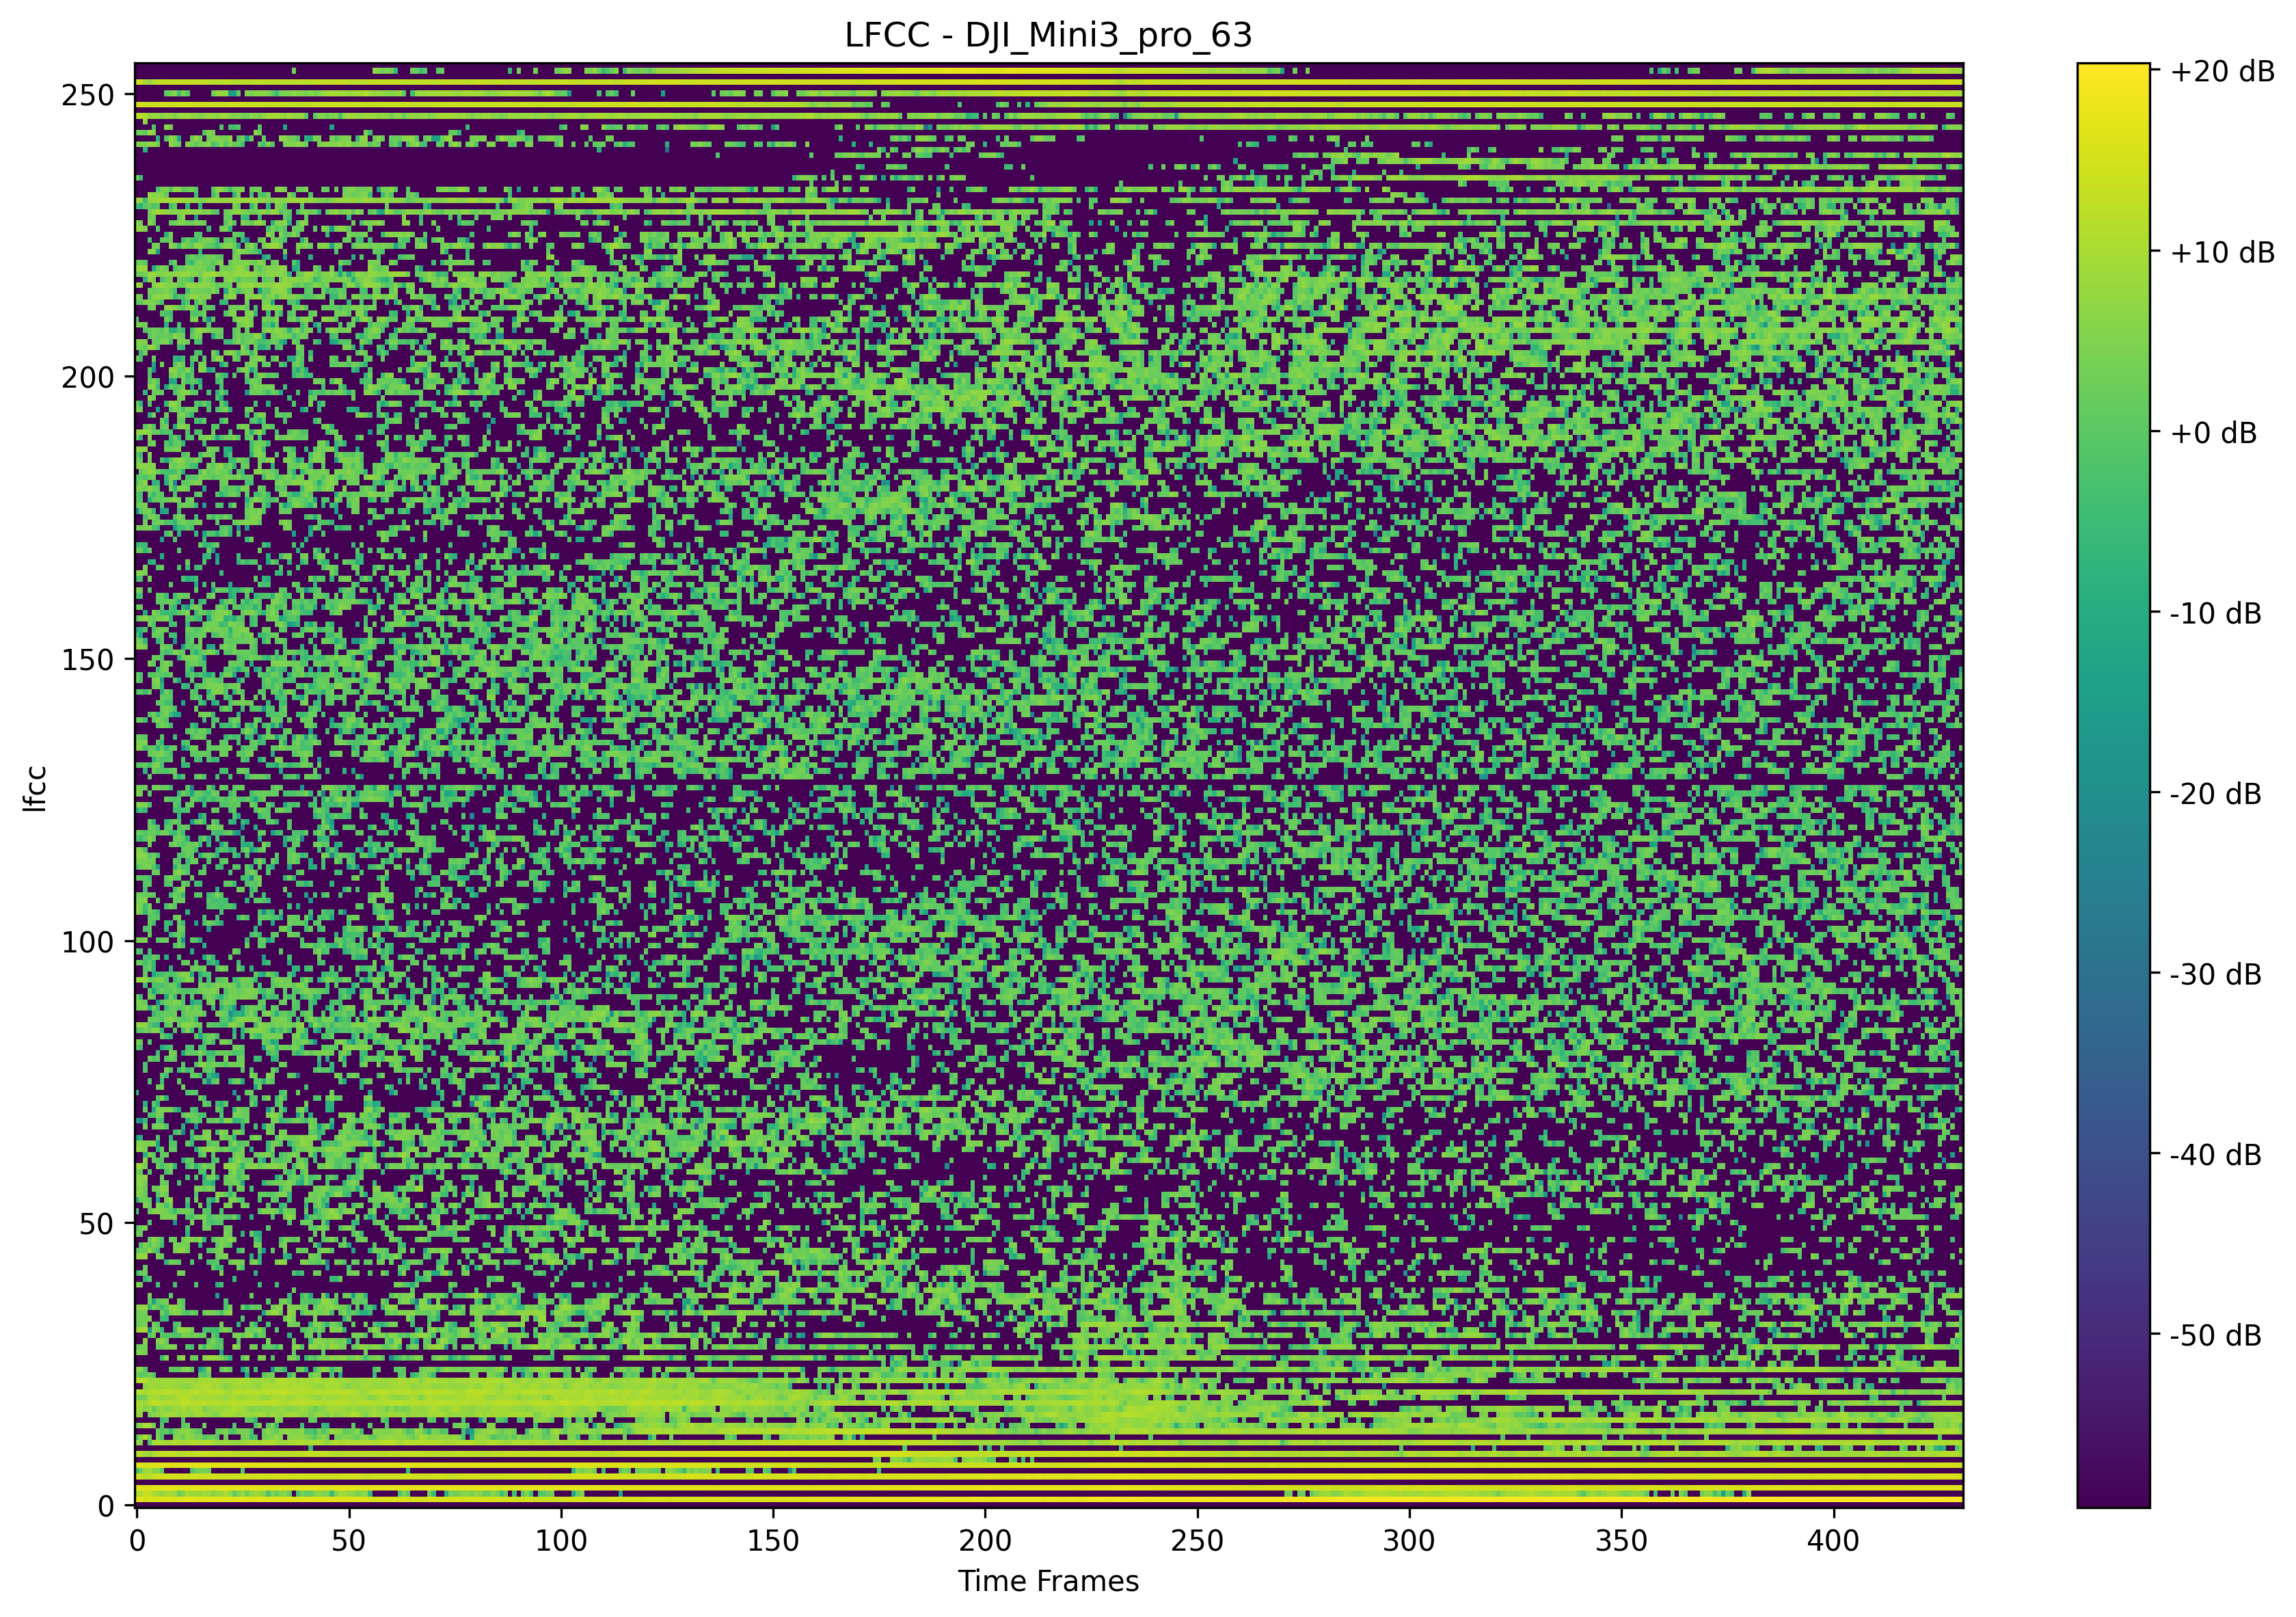 LFCC - DJI_Mini3_pro_63
lfcc
250
200
150
100
50
0
0 50 100 150 200 250 300 350 400
Time Frames
+20 dB
+10 dB
+0 dB
-10 dB
-20 dB
-30 dB
-40 dB
-50 dB